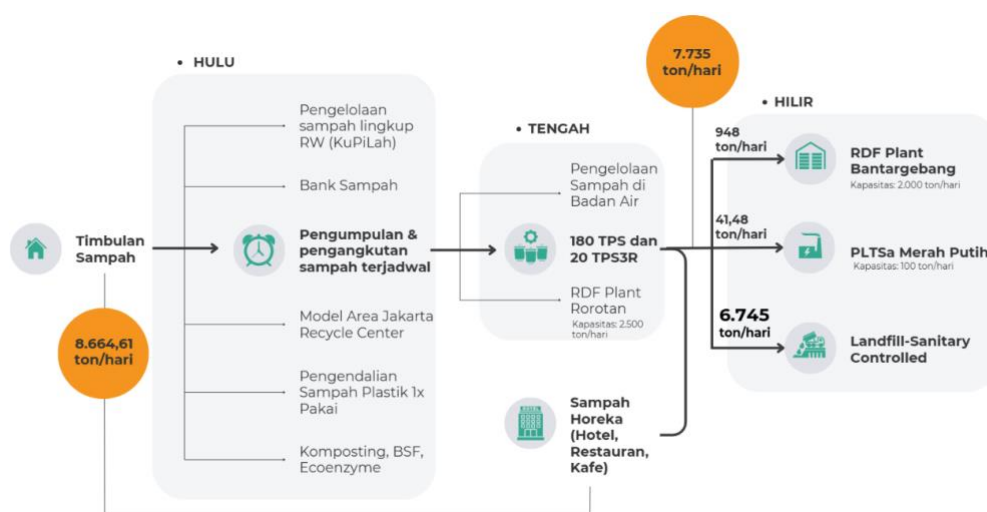 • HULU
Pengelolaan
sampah lingkup
RW (KuPiLah)
Bank Sampah
Timbulan
Sampah
Pengumpulan &
pengangkutan
sampah terjadwal
Model Area Jakarta
Recycle Center
8.664,61
ton/hari
Pengendalian
Sampah Plastik 1x
Pakai
Komposting, BSF,
Ecoenzyme
• TENGAH
Pengelolaan
Sampah di
Badan Air
180 TPS dan
20 TPS3R
RDF Plant
Rorotan
Kapasitas: 2.500
ton/hari
HOTEL
Sampah
Horeka
(Hotel,
Restauran,
Kafe)
7.735
ton/hari
• HILIR
948
ton/hari
RDF Plant
Bantargebang
Kapasitas: 2.000 ton/hari
41,48
ton/hari
PLTSa Merah Putih
Kapasitas: 100 ton/hari
6.745
ton/hari
Landfill-Sanitary
Controlled